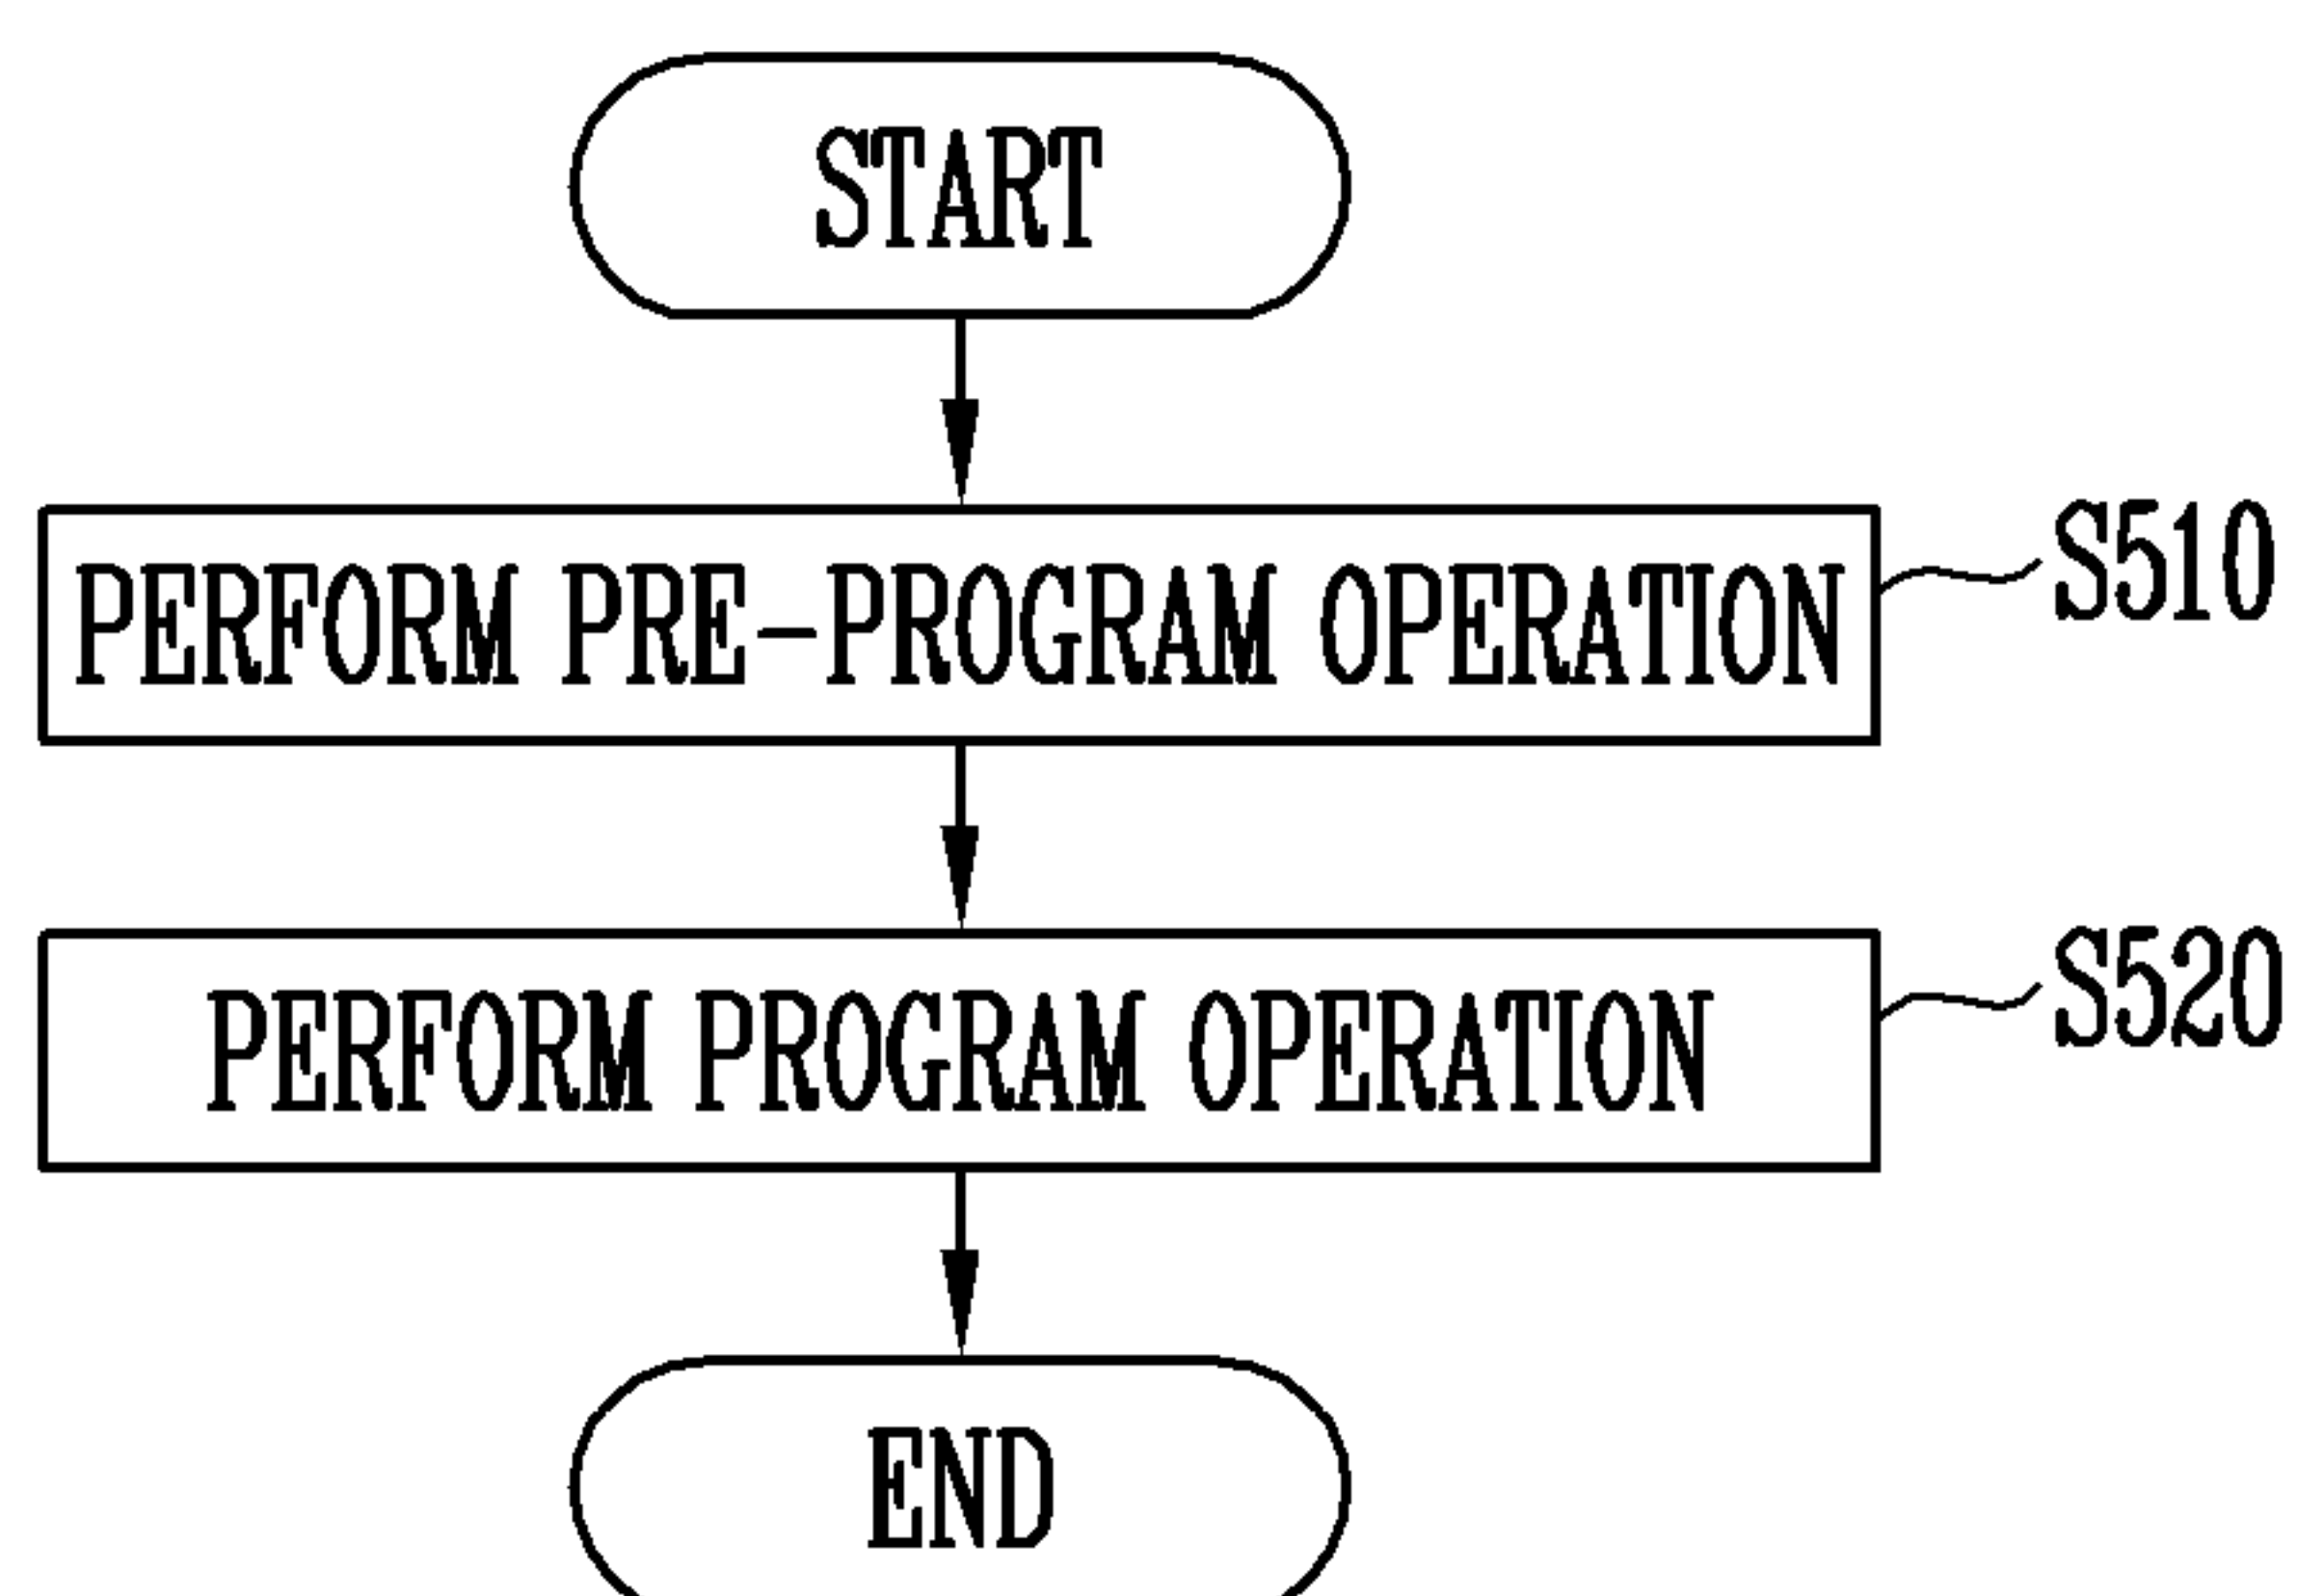 START
PERFORM PRE-PROGRAM OPERATION
S510
PERFORM PROGRAM OPERATION
S520
END